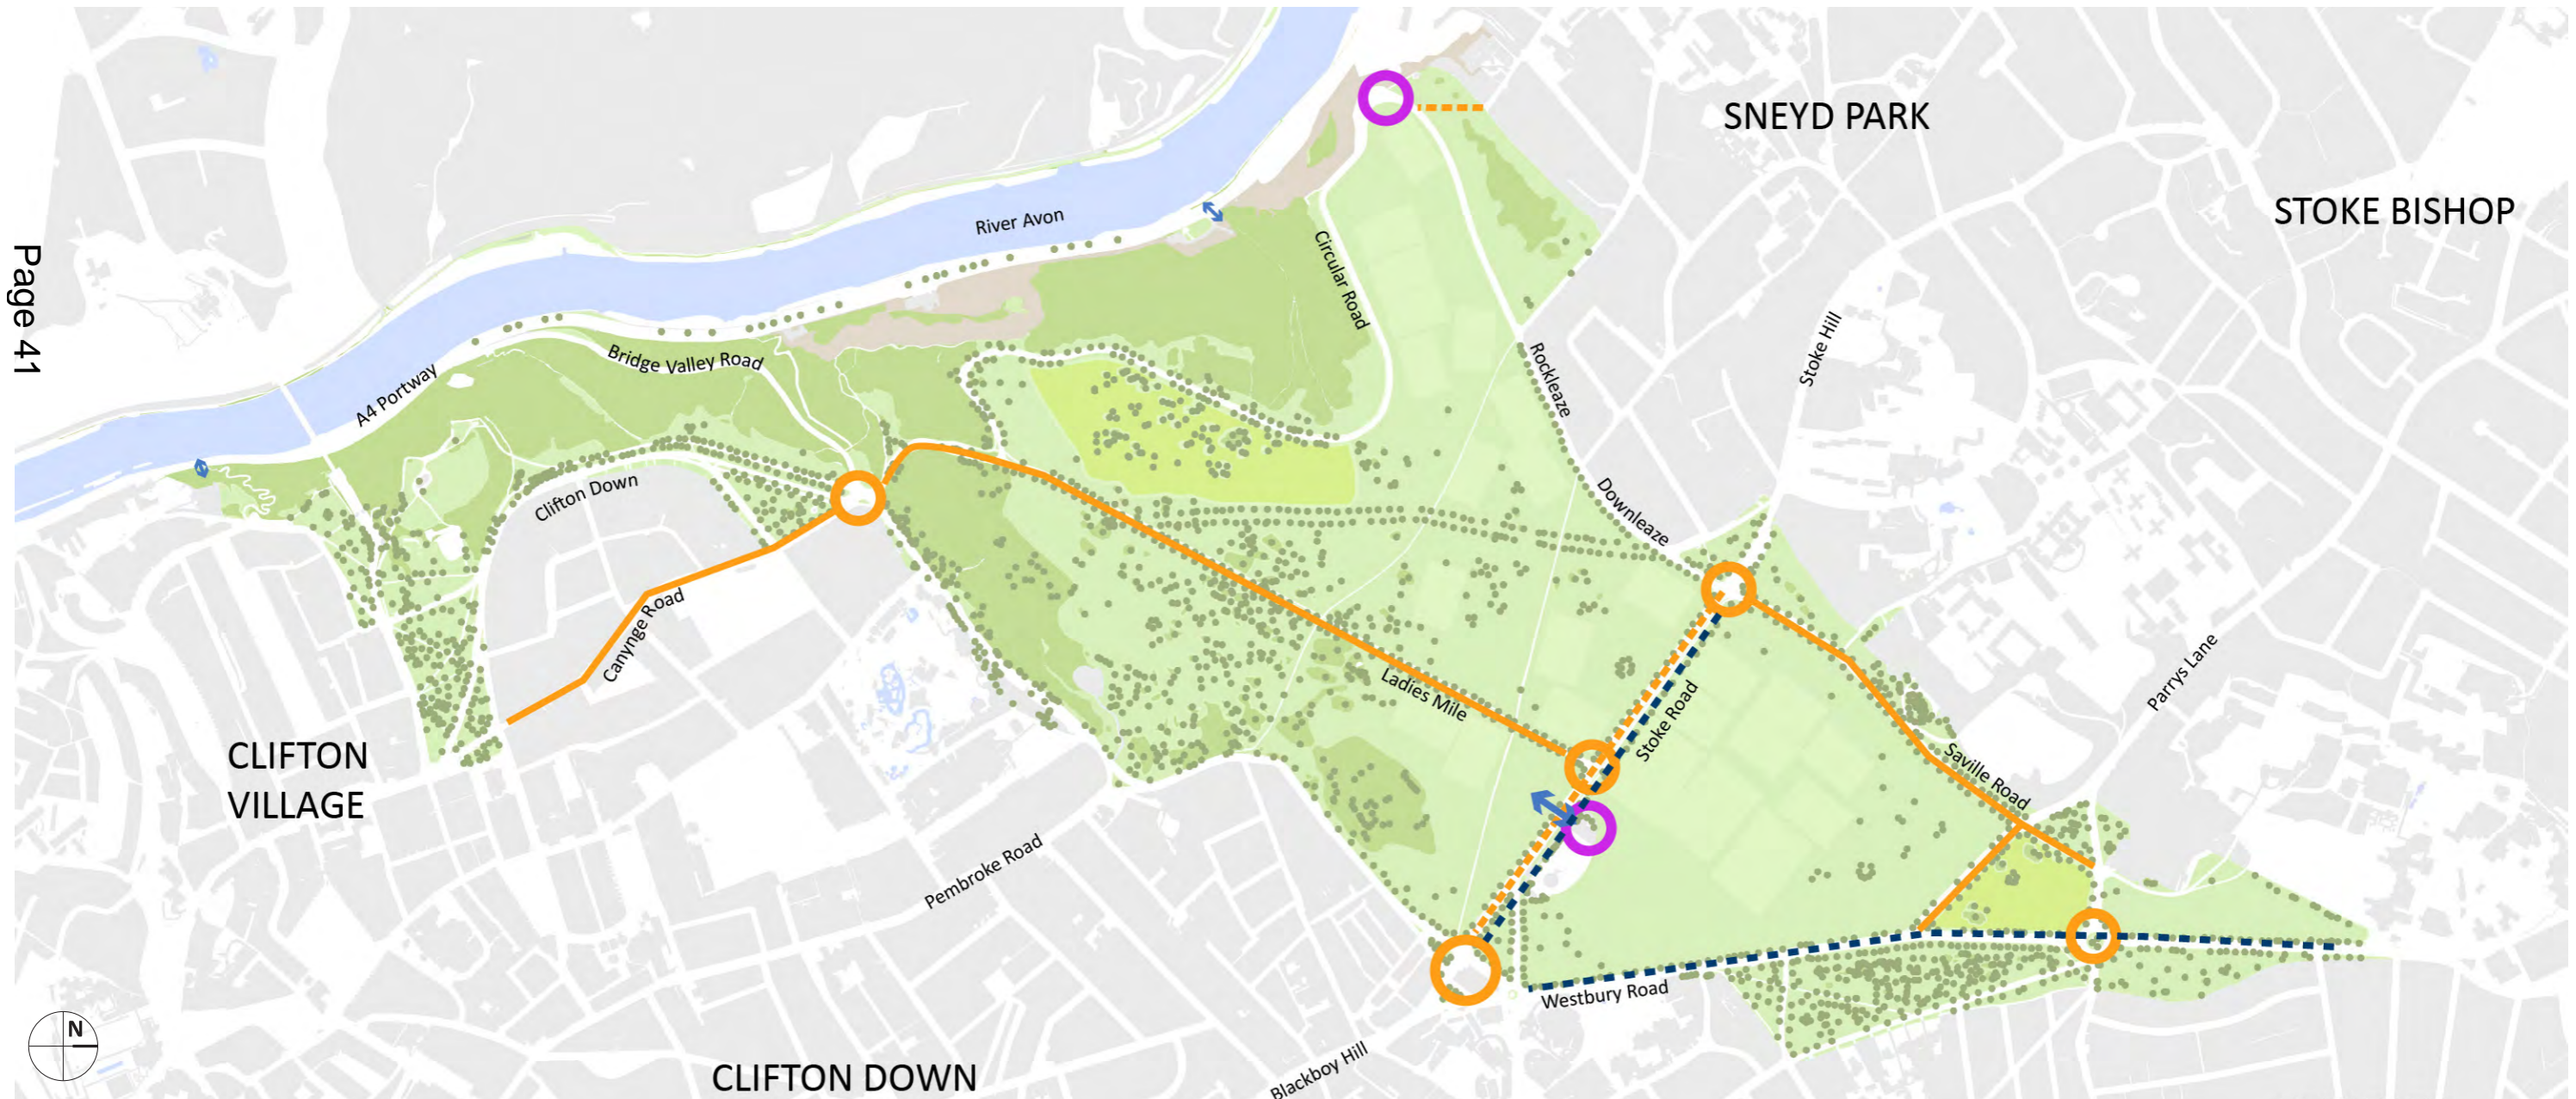 SNEYD PARK
STOKE BISHOP
River Avon
Circular Road
Page 41
Bridge Valley Road
A4 Portway
Rockleaze
Stoke Hill
Clifton Down
Downleaze
Canynge Road
Ladies Mile
Stoke Road
Parrys Lane
Saville Road
CLIFTON
VILLAGE
Pembroke Road
Westbury Road
N
CLIFTON DOWN
Blackboy Hill